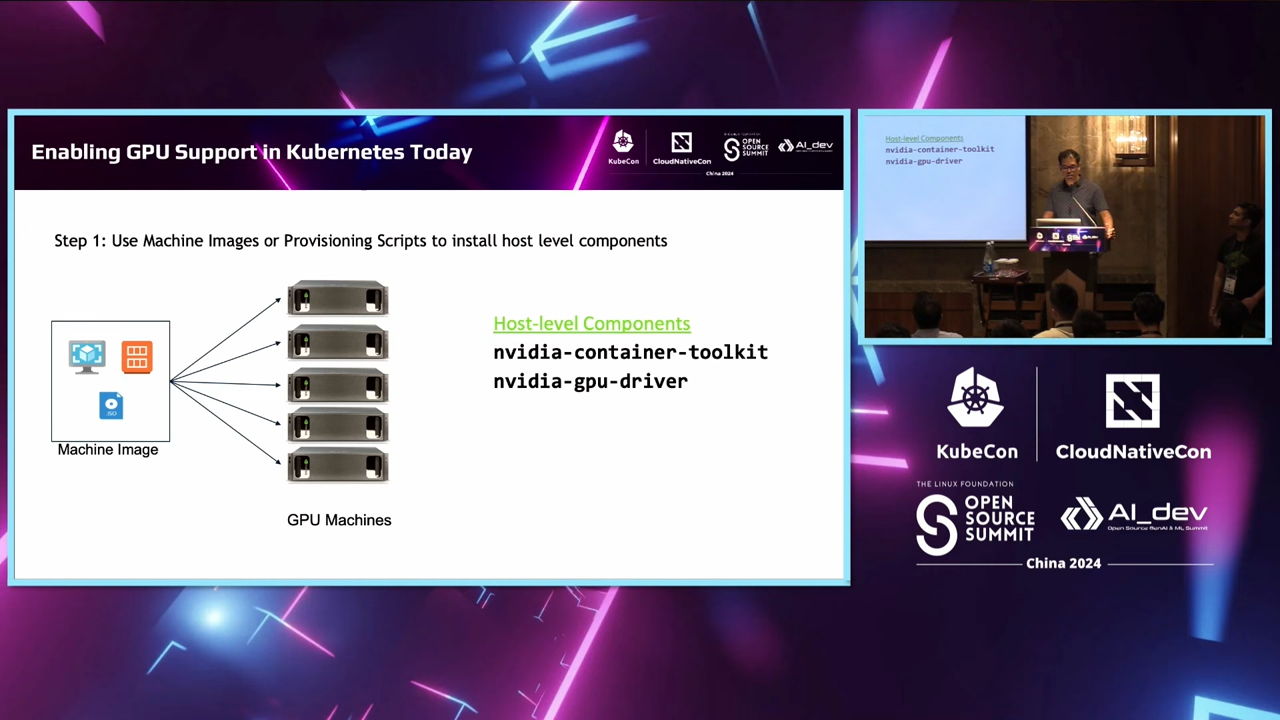 Enabling GPU Support in Kubernetes Today
KubeCon
CloudNativeCon
OPEN
SOURCE
SUMMIT
AI_dev
China 2024
Step 1: Use Machine Images or Provisioning Scripts to install host level components
.ISO
Machine Image
GPU Machines
Host-level Components
nvidia-container-toolkit
nvidia-gpu-driver
Host-level Components
nvidia-container-toolkit
nvidia-gpu-driver
KubeCon
CloudNativeCon
THE LINUX FOUNDATION
OPEN
SOURCE
SUMMIT
AI_dev
Open Source GenAI & ML Summit
China 2024